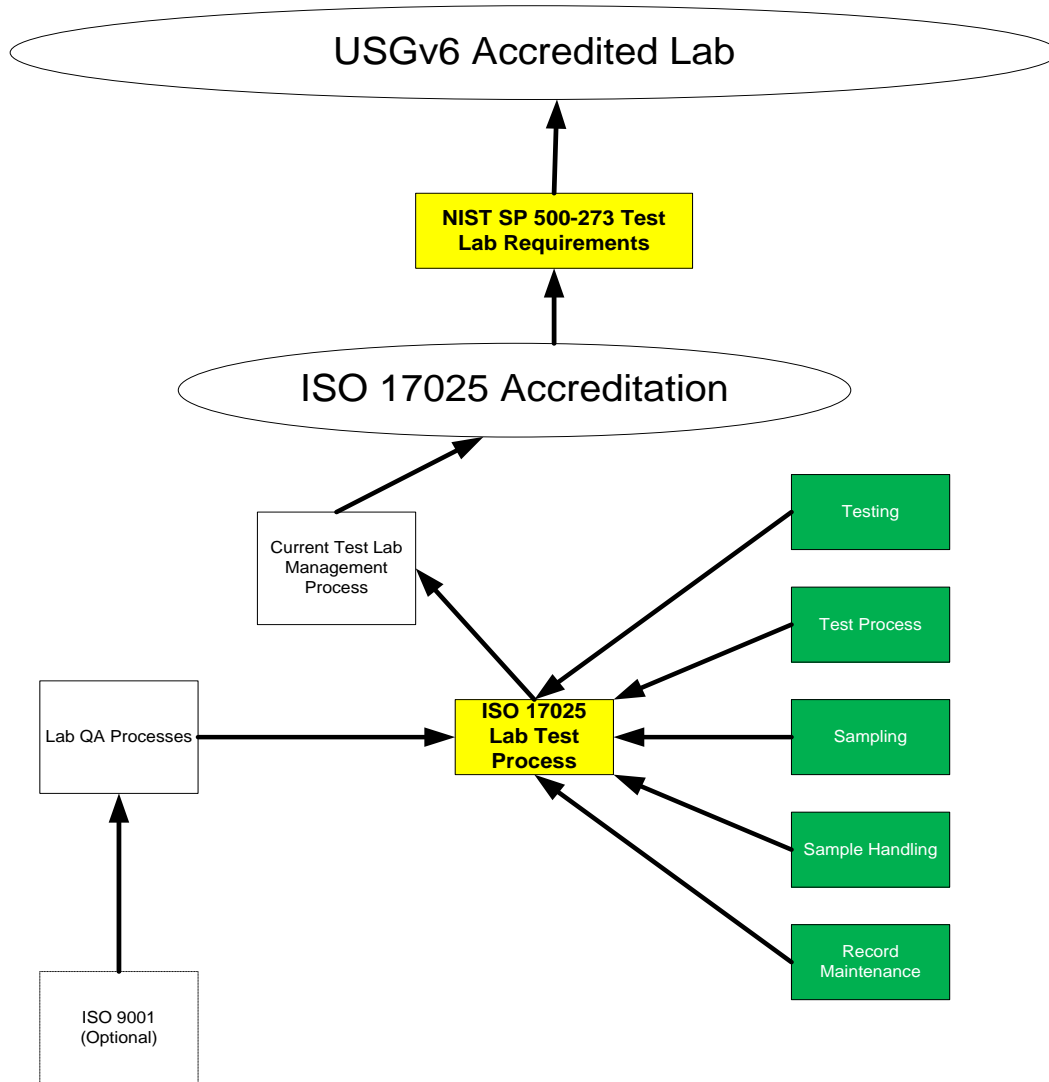 USGv6 Accredited Lab
NIST SP 500-273 Test
Lab Requirements
ISO 17025 Accreditation
Testing
Current Test Lab
Management
Process
Test Process
ISO 17025
Lab Test
Process
Lab QA Processes
Sampling
Sample Handling
Record
Maintenance
ISO 9001
(Optional)